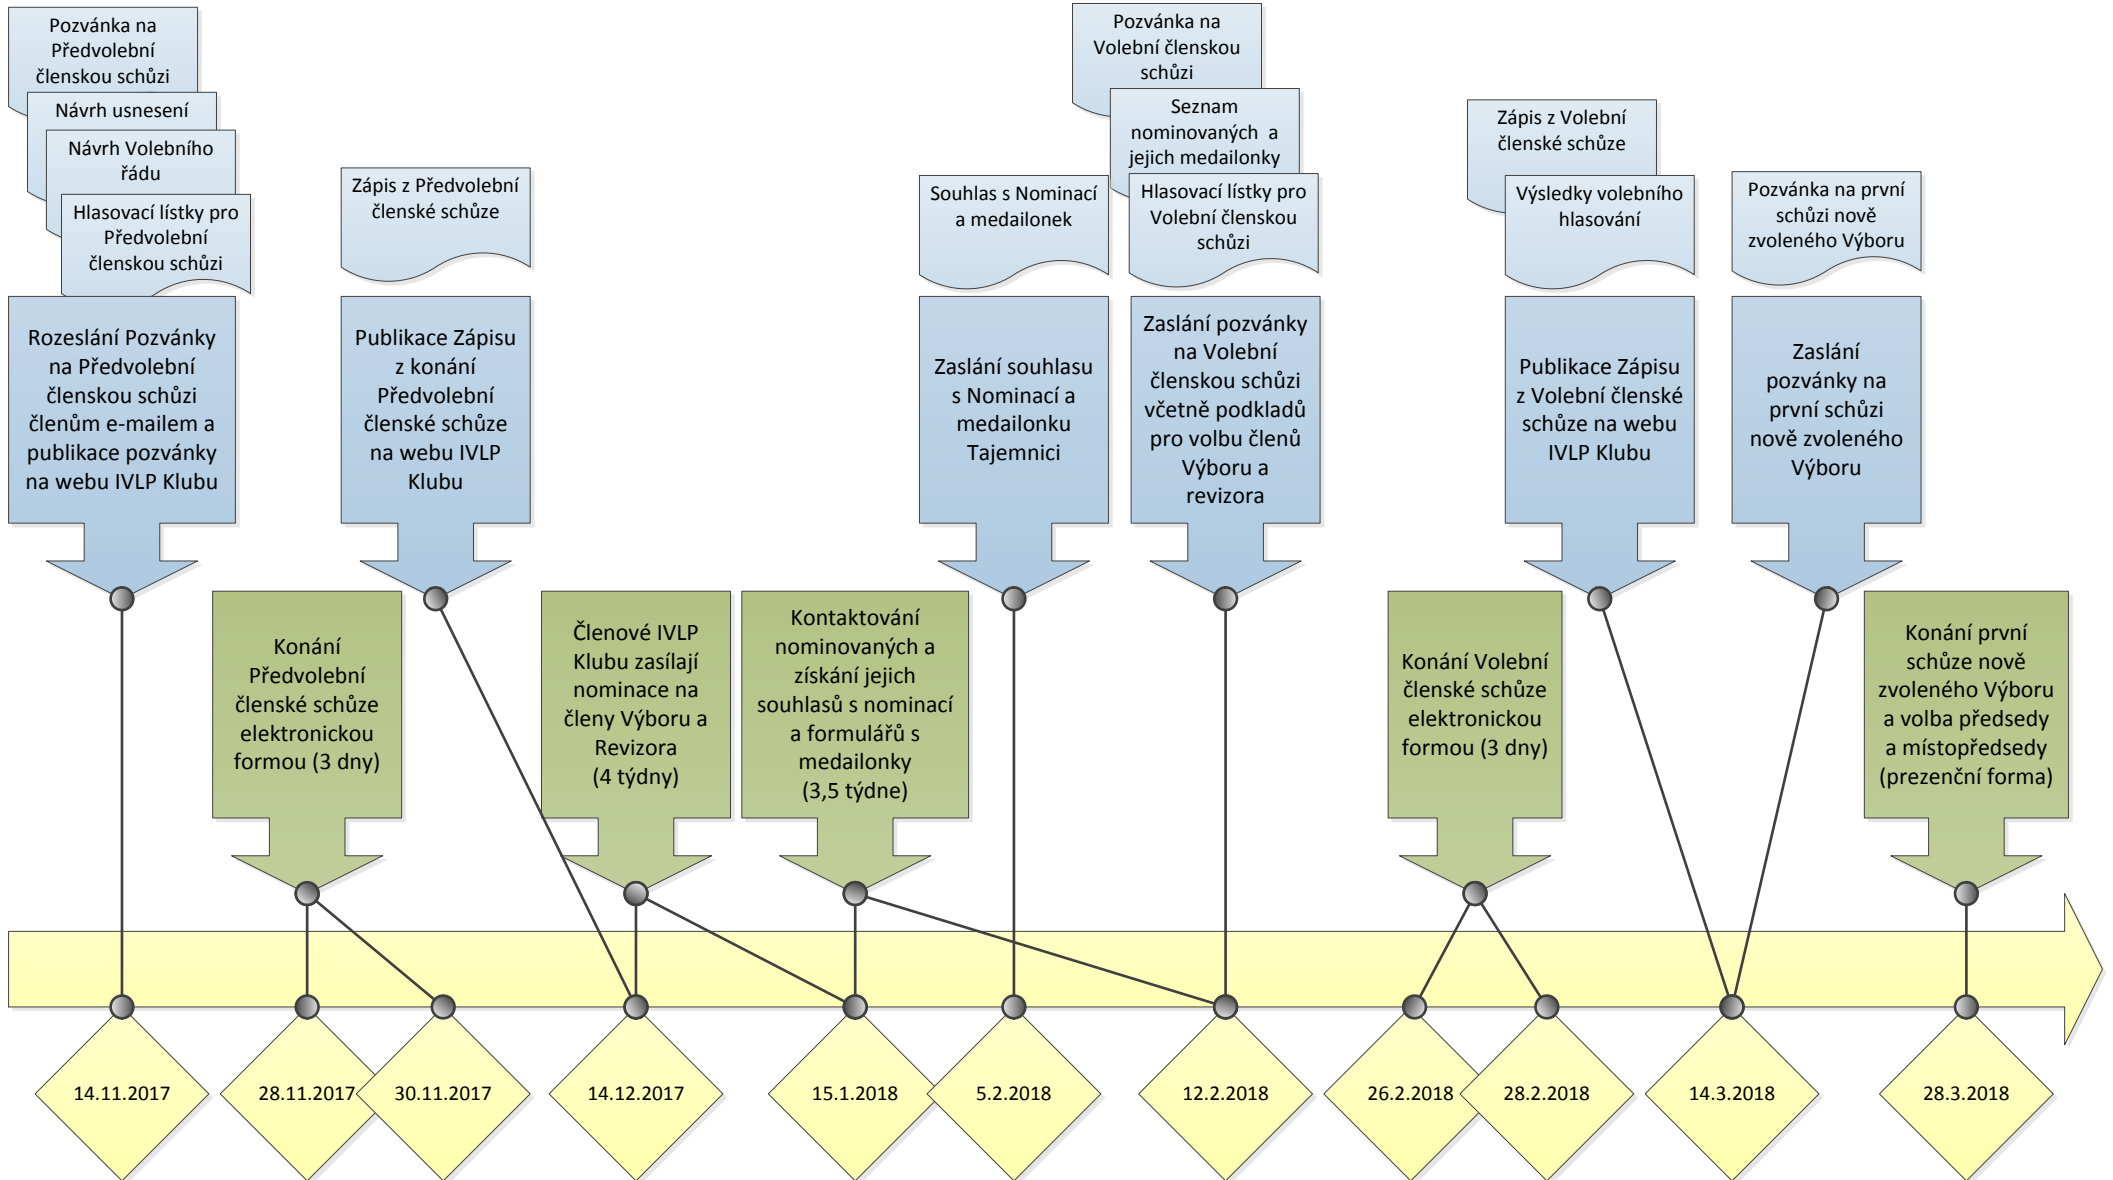 Pozvánka na
Předvolební
členskou schůzi
Návrh usnesení
Návrh Volebního
řádu
Hlasovací lístky pro
Předvolební
členskou schůzi
Zápis z Předvolební
členské schůze
Souhlas s Nominací
a medailonek
Pozvánka na
Volební členskou
schůzi
Seznam
nominovaných a
jejich medailonky
Hlasovací lístky pro
Volební členskou
schůzi
Zápis z Volební
členské schůze
Výsledky volebního
hlasování
Pozvánka na první
schůzi nově
zvoleného Výboru
Rozeslání Pozvánky
na Předvolební
členskou schůzi
členům e-mailem a
publikace pozvánky
na webu IVLP Klubu
Publikace Zápisu
z konání
Předvolební
členské schůze
na webu IVLP
Klubu
Zaslání souhlasu
s Nominací a
medailonku
Tajemnici
Zaslání pozvánky
na Volební
členskou schůzi
včetně podkladů
pro volbu členů
Výboru a
revizora
Publikace Zápisu
z Volební členské
schůze na webu
IVLP Klubu
Zaslání
pozvánky na
první schůzi
nově zvoleného
Výboru
Konání
Předvolební
členské schůze
elektronickou
formou (3 dny)
Členové IVLP
Klubu zasílají
nominace na
členy Výboru a
Revizora
(4 týdny)
Kontaktování
nominovaných a
získání jejich
souhlasů s nominací
a formulářů s
medailonky
(3,5 týdne)
Konání Volební
členské schůze
elektronickou
formou (3 dny)
Konání první
schůze nově
zvoleného Výboru
a volba předsedy
a místopředsedy
(prezenční forma)
14.11.2017
28.11.2017
30.11.2017
14.12.2017
15.1.2018
5.2.2018
12.2.2018
26.2.2018
28.2.2018
14.3.2018
28.3.2018